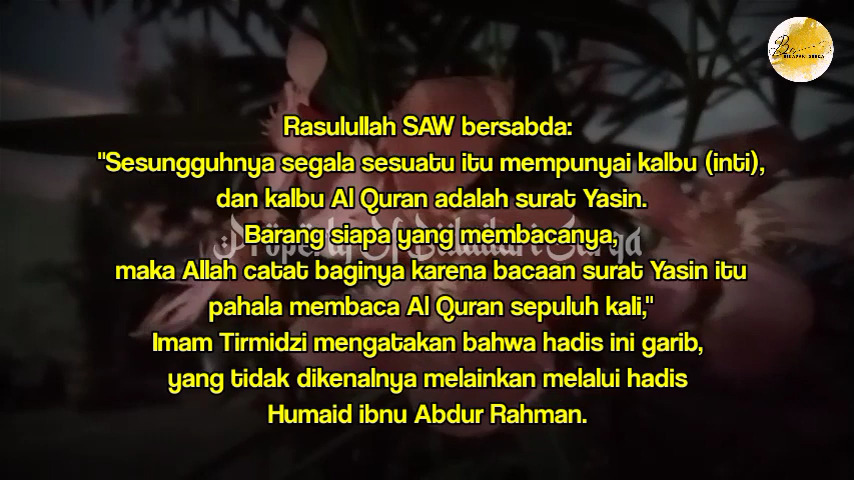 Rasulullah SAW bersabda:
"Sesungguhnya segala sesuatu itu mempunyai kalbu (inti),
dan kalbu Al Quran adalah surat Yasin.
Barang siapa yang membacanya,
maka Allah catat baginya karena bacaan surat Yasin itu
pahala membaca Al Quran sepuluh kali,"
Imam Tirmidzi mengatakan bahwa hadis ini garib,
yang tidak dikenalnya melainkan melalui hadis
Humaid ibnu Abdur Rahman.
Property Of